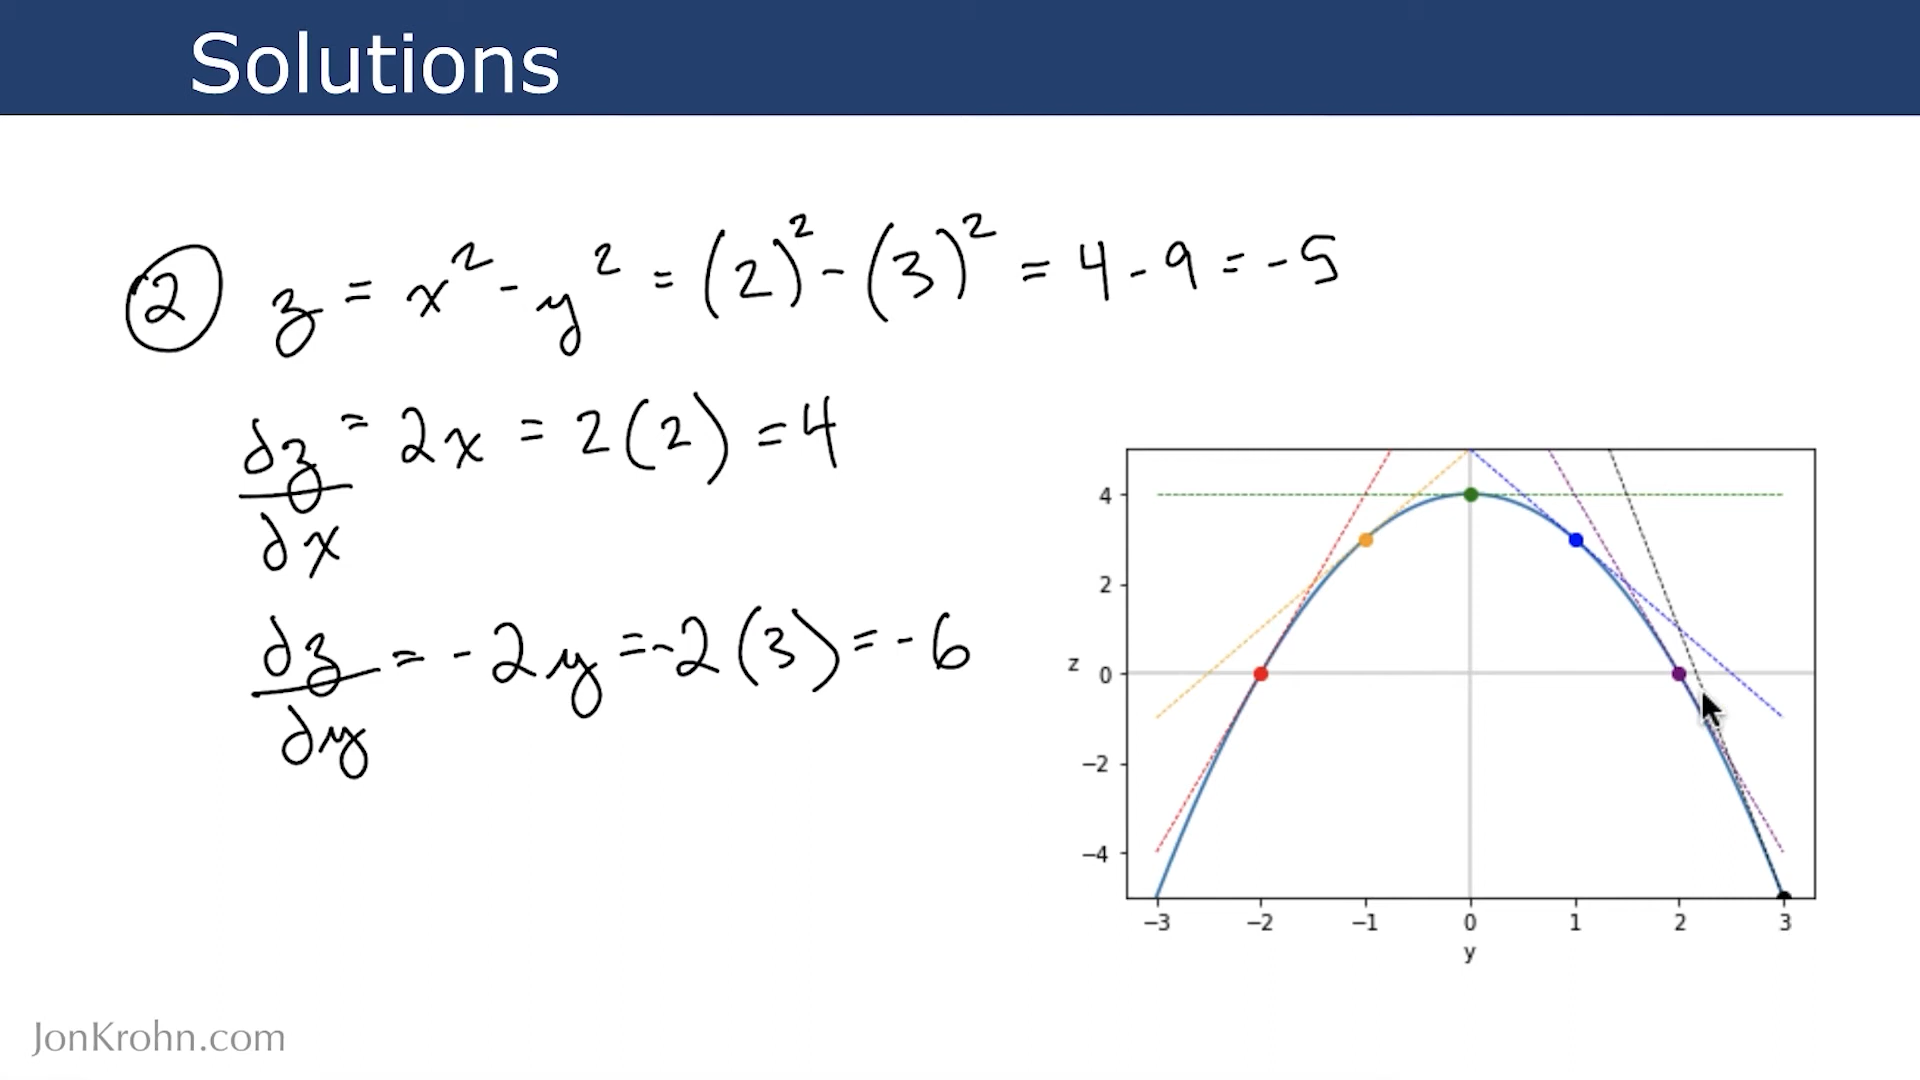 Solutions
② z = x² - y² = (2)² - (3)² = 4 - 9 = -5
∂z/∂x = 2x = 2(2) = 4
∂z/∂y = -2y = -2(3) = -6
4
2
z
0
−2
−4
−3 −2 −1 0 1 2 3
y
JonKrohn.com